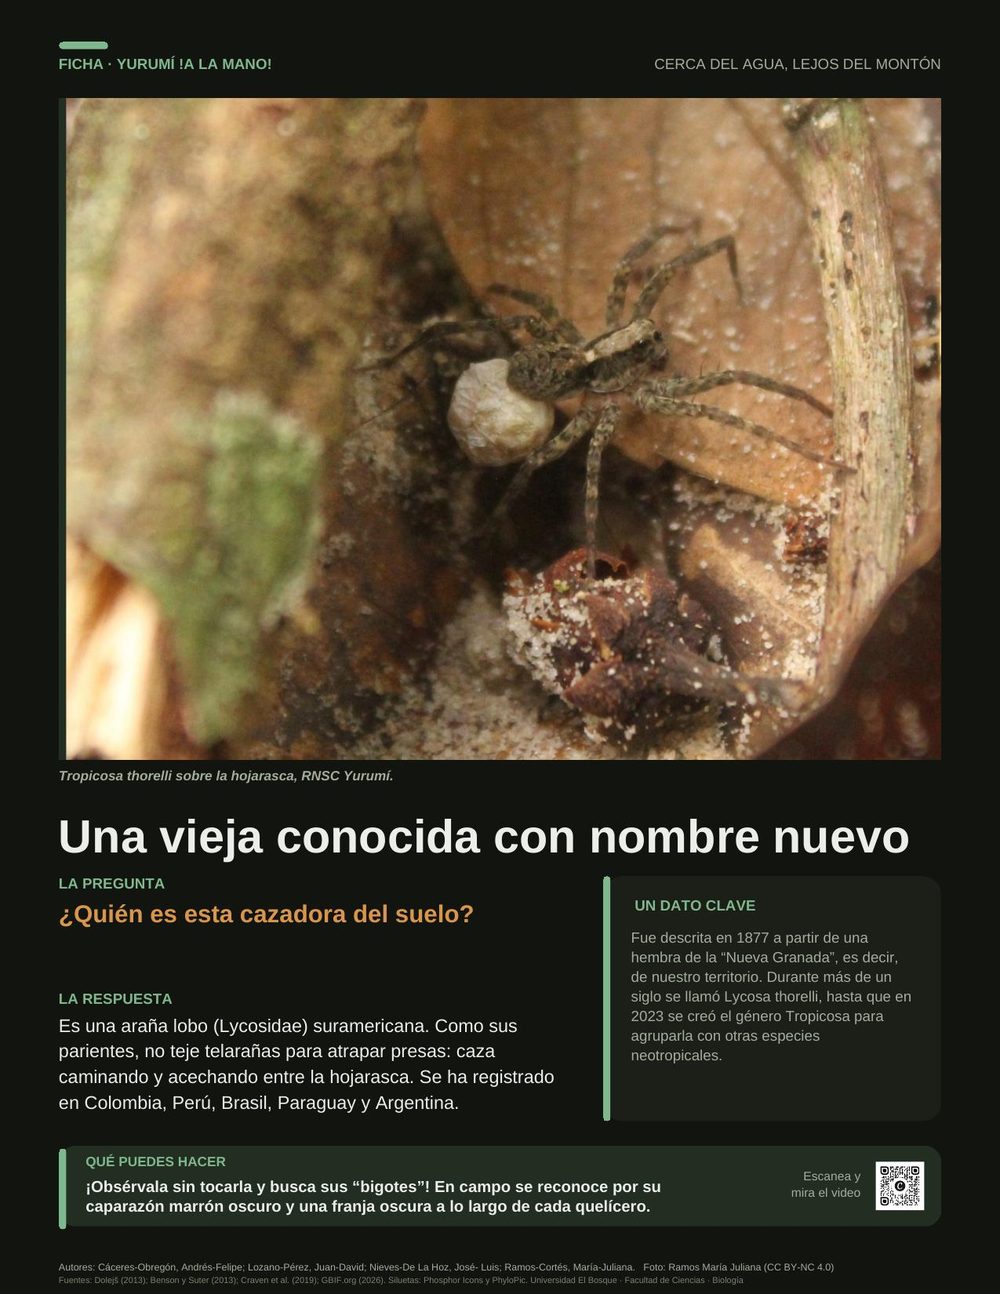 FICHA · YURUMÍ !A LA MANO!
CERCA DEL AGUA, LEJOS DEL MONTÓN
Tropicosa thorelli sobre la hojarasca, RNSC Yurumí.
Una vieja conocida con nombre nuevo
LA PREGUNTA
¿Quién es esta cazadora del suelo?
LA RESPUESTA
Es una araña lobo (Lycosidae) suramericana. Como sus
parientes, no teje telarañas para atrapar presas: caza
caminando y acechando entre la hojarasca. Se ha registrado
en Colombia, Perú, Brasil, Paraguay y Argentina.
UN DATO CLAVE
Fue descrita en 1877 a partir de una
hembra de la “Nueva Granada”, es decir,
de nuestro territorio. Durante más de un
siglo se llamó Lycosa thorelli, hasta que en
2023 se creó el género Tropicosa para
agruparla con otras especies
neotropicales.
QUÉ PUEDES HACER
¡Obsérvala sin tocarla y busca sus “bigotes”! En campo se reconoce por su
caparazón marrón oscuro y una franja oscura a lo largo de cada quelícero.
Escanea y
mira el video
Autores: Cáceres-Obregón, Andrés-Felipe; Lozano-Pérez, Juan-David; Nieves-De La Hoz, José- Luis; Ramos-Cortés, María-Juliana. Foto: Ramos María Juliana (CC BY-NC 4.0)
Fuentes: Dolejš (2013); Benson y Suter (2013); Craven et al. (2019); GBIF.org (2026). Siluetas: Phosphor Icons y PhyloPic. Universidad El Bosque · Facultad de Ciencias · Biología